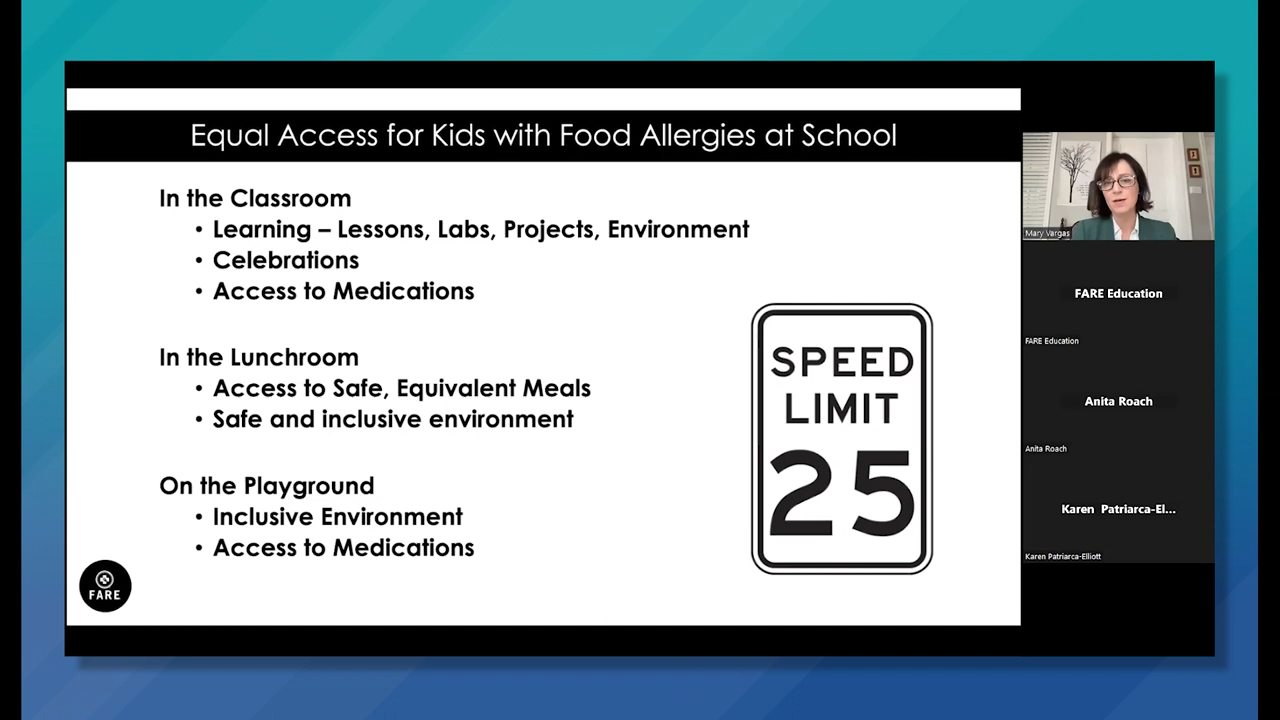 Equal Access for Kids with Food Allergies at School
In the Classroom
• Learning – Lessons, Labs, Projects, Environment
• Celebrations
• Access to Medications
In the Lunchroom
• Access to Safe, Equivalent Meals
• Safe and inclusive environment
On the Playground
• Inclusive Environment
• Access to Medications
SPEED
LIMIT
25
FARE
Mary Vargas
FARE Education
FARE Education
Anita Roach
Anita Roach
Karen Patriarca-El...
Karen Patriarca-Elliott